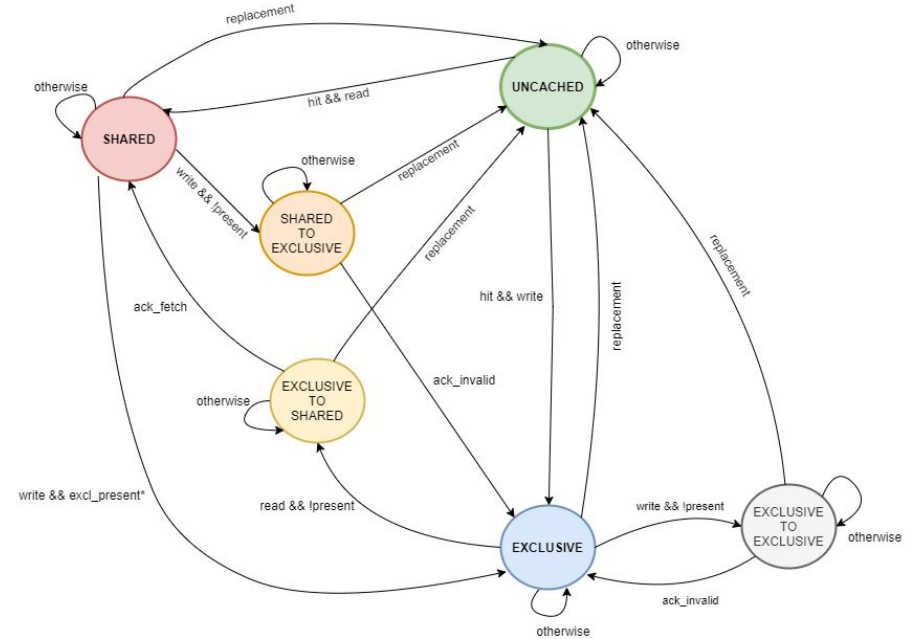 replacement
otherwise
UNCACHED
otherwise
hit && read
SHARED
otherwise
replacement
write && !present
SHARED
TO
EXCLUSIVE
replacement
replacement
hit && write
ack_fetch
replacement
ack_invalid
EXCLUSIVE
TO
SHARED
otherwise
write && excl_present*
read && !present
write && !present
EXCLUSIVE
TO
EXCLUSIVE
otherwise
EXCLUSIVE
ack_invalid
otherwise